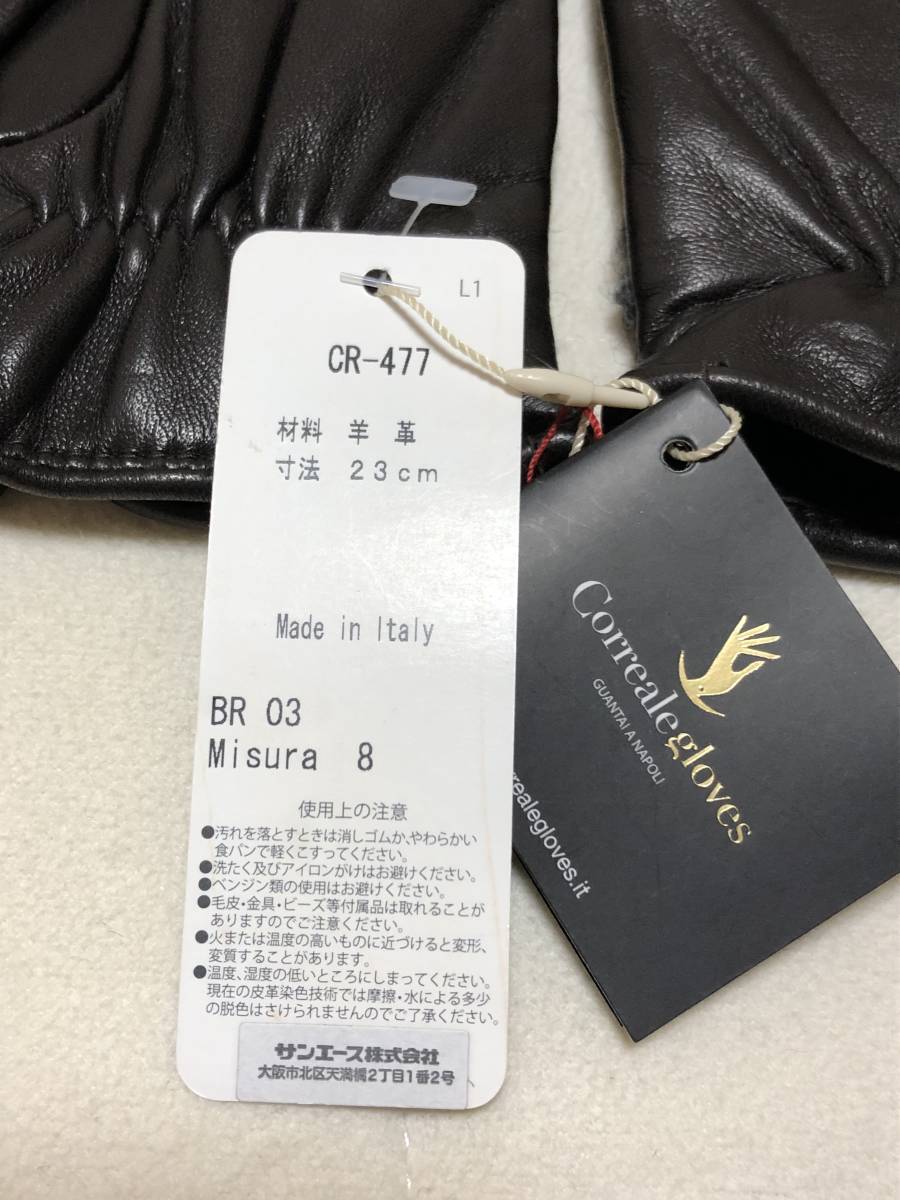 L1
CR-477
材料 羊革
寸法 23cm
Made in Italy
BR 03
Misura 8
使用上の注意
●汚れを落とすときは消しゴムか、やわらかい
食パンで軽くこすってください。
●洗たく及びアイロンがけはお避けください。
●ベンジン類の使用はお避けください。
●毛皮・金具・ビーズ等付属品は取れることが
ありますのでご注意ください。
●火または温度の高いものに近づけると変形、
変質することがあります。
●温度、湿度の低いところにしまってください。
現在の皮革染色技術では摩擦・水による多少
の脱色はさけられませんのでご了承ください。
サンエース株式会社
大阪市北区天満橋2丁目1番2号
Correalegloves
GUANTAI A NAPOLI
rrealegloves.it